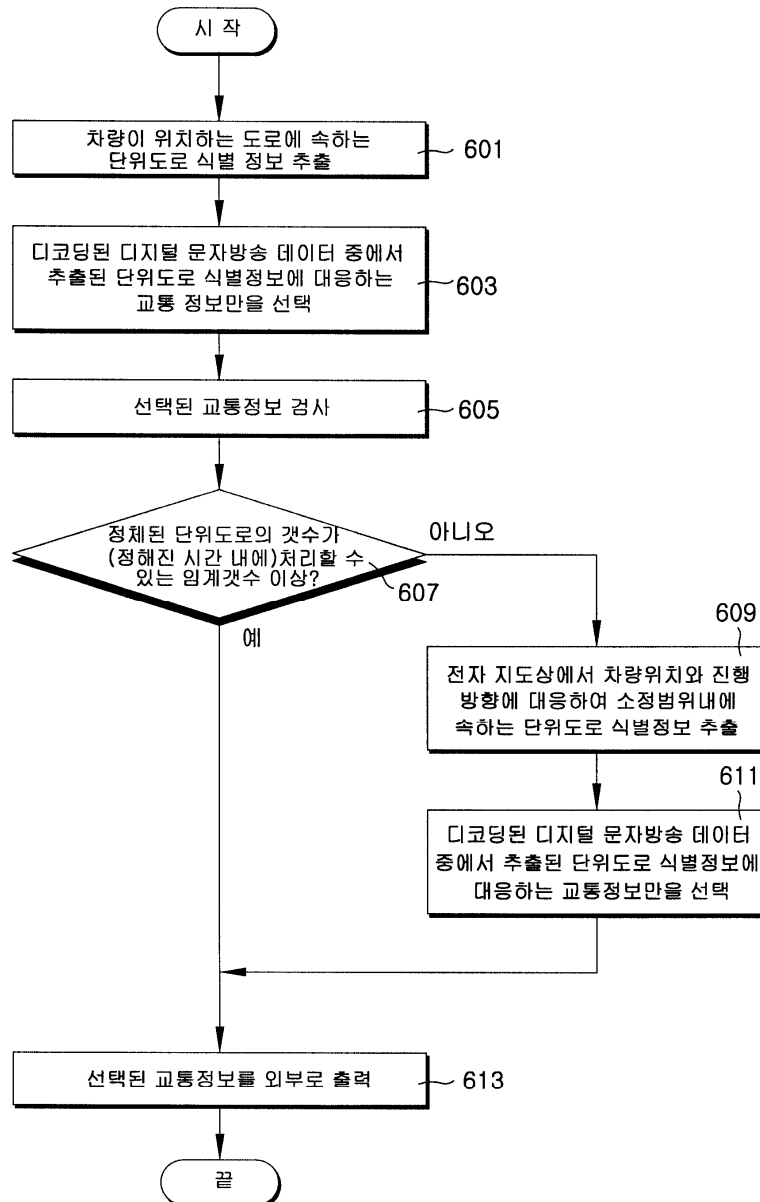 시 작
차량이 위치하는 도로에 속하는
단위도로 식별 정보 추출
601
디코딩된 디지털 문자방송 데이터 중에서
추출된 단위도로 식별정보에 대응하는
교통 정보만을 선택
603
선택된 교통정보 검사
605
정체된 단위도로의 갯수가
(정해진 시간 내에)처리할 수
있는 임계갯수 이상?
607
아니오
예
609
전자 지도상에서 차량위치와 진행
방향에 대응하여 소정범위내에
속하는 단위도로 식별정보 추출
611
디코딩된 디지털 문자방송 데이터
중에서 추출된 단위도로 식별정보에
대응하는 교통정보만을 선택
선택된 교통정보를 외부로 출력
613
끝